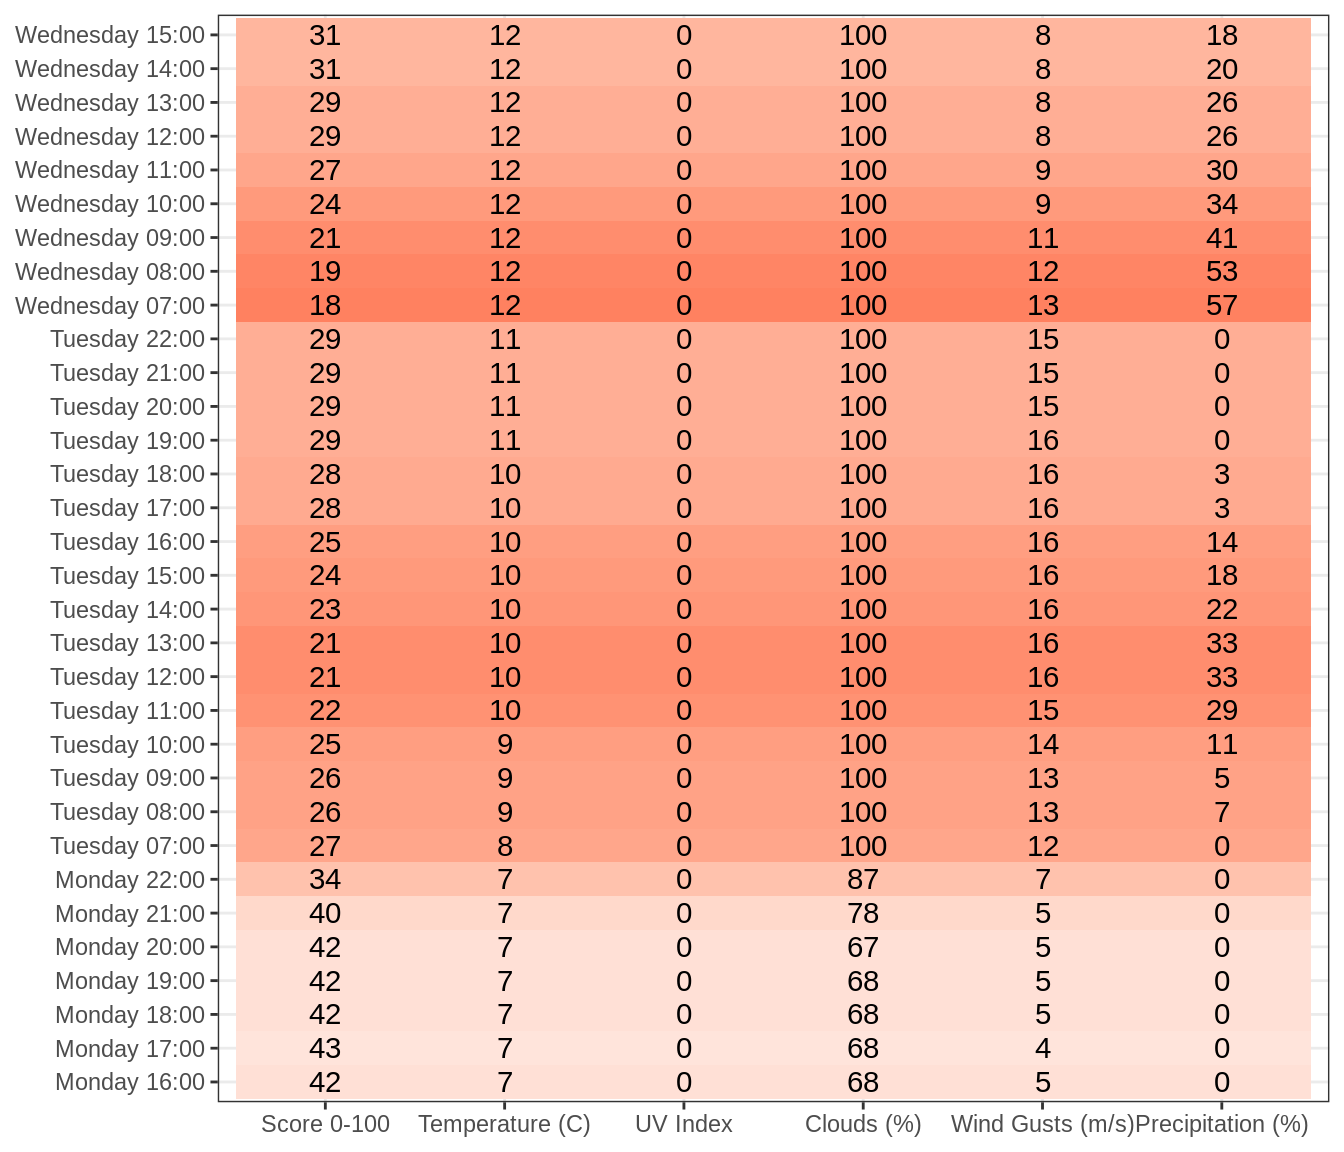 Wednesday 15:00 31 12 0 100 8 18
Wednesday 14:00 31 12 0 100 8 20
Wednesday 13:00 29 12 0 100 8 26
Wednesday 12:00 29 12 0 100 8 26
Wednesday 11:00 27 12 0 100 9 30
Wednesday 10:00 24 12 0 100 9 34
Wednesday 09:00 21 12 0 100 11 41
Wednesday 08:00 19 12 0 100 12 53
Wednesday 07:00 18 12 0 100 13 57
Tuesday 22:00 29 11 0 100 15 0
Tuesday 21:00 29 11 0 100 15 0
Tuesday 20:00 29 11 0 100 15 0
Tuesday 19:00 29 11 0 100 16 0
Tuesday 18:00 28 10 0 100 16 3
Tuesday 17:00 28 10 0 100 16 3
Tuesday 16:00 25 10 0 100 16 14
Tuesday 15:00 24 10 0 100 16 18
Tuesday 14:00 23 10 0 100 16 22
Tuesday 13:00 21 10 0 100 16 33
Tuesday 12:00 21 10 0 100 16 33
Tuesday 11:00 22 10 0 100 15 29
Tuesday 10:00 25 9 0 100 14 11
Tuesday 09:00 26 9 0 100 13 5
Tuesday 08:00 26 9 0 100 13 7
Tuesday 07:00 27 8 0 100 12 0
Monday 22:00 34 7 0 87 7 0
Monday 21:00 40 7 0 78 5 0
Monday 20:00 42 7 0 67 5 0
Monday 19:00 42 7 0 68 5 0
Monday 18:00 42 7 0 68 5 0
Monday 17:00 43 7 0 68 4 0
Monday 16:00 42 7 0 68 5 0
Score 0-100 Temperature (C) UV Index Clouds (%) Wind Gusts (m/s) Precipitation (%)